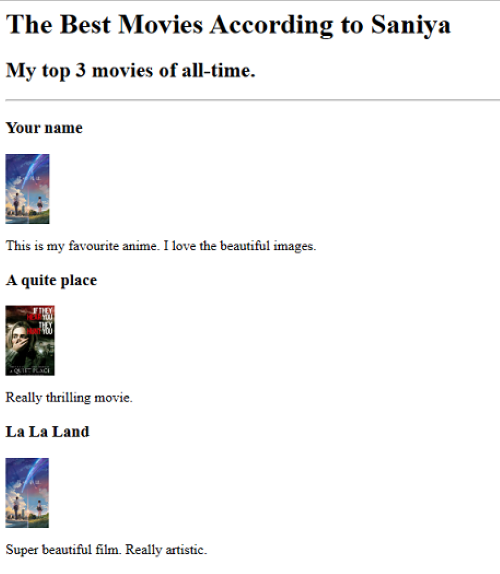 The Best Movies According to Saniya
My top 3 movies of all-time.
Your name
This is my favourite anime. I love the beautiful images.
A quite place
IF THEY
HEAR YOU
THEY
HUNT YOU
A QUIET PLACE
Really thrilling movie.
La La Land
Super beautiful film. Really artistic.